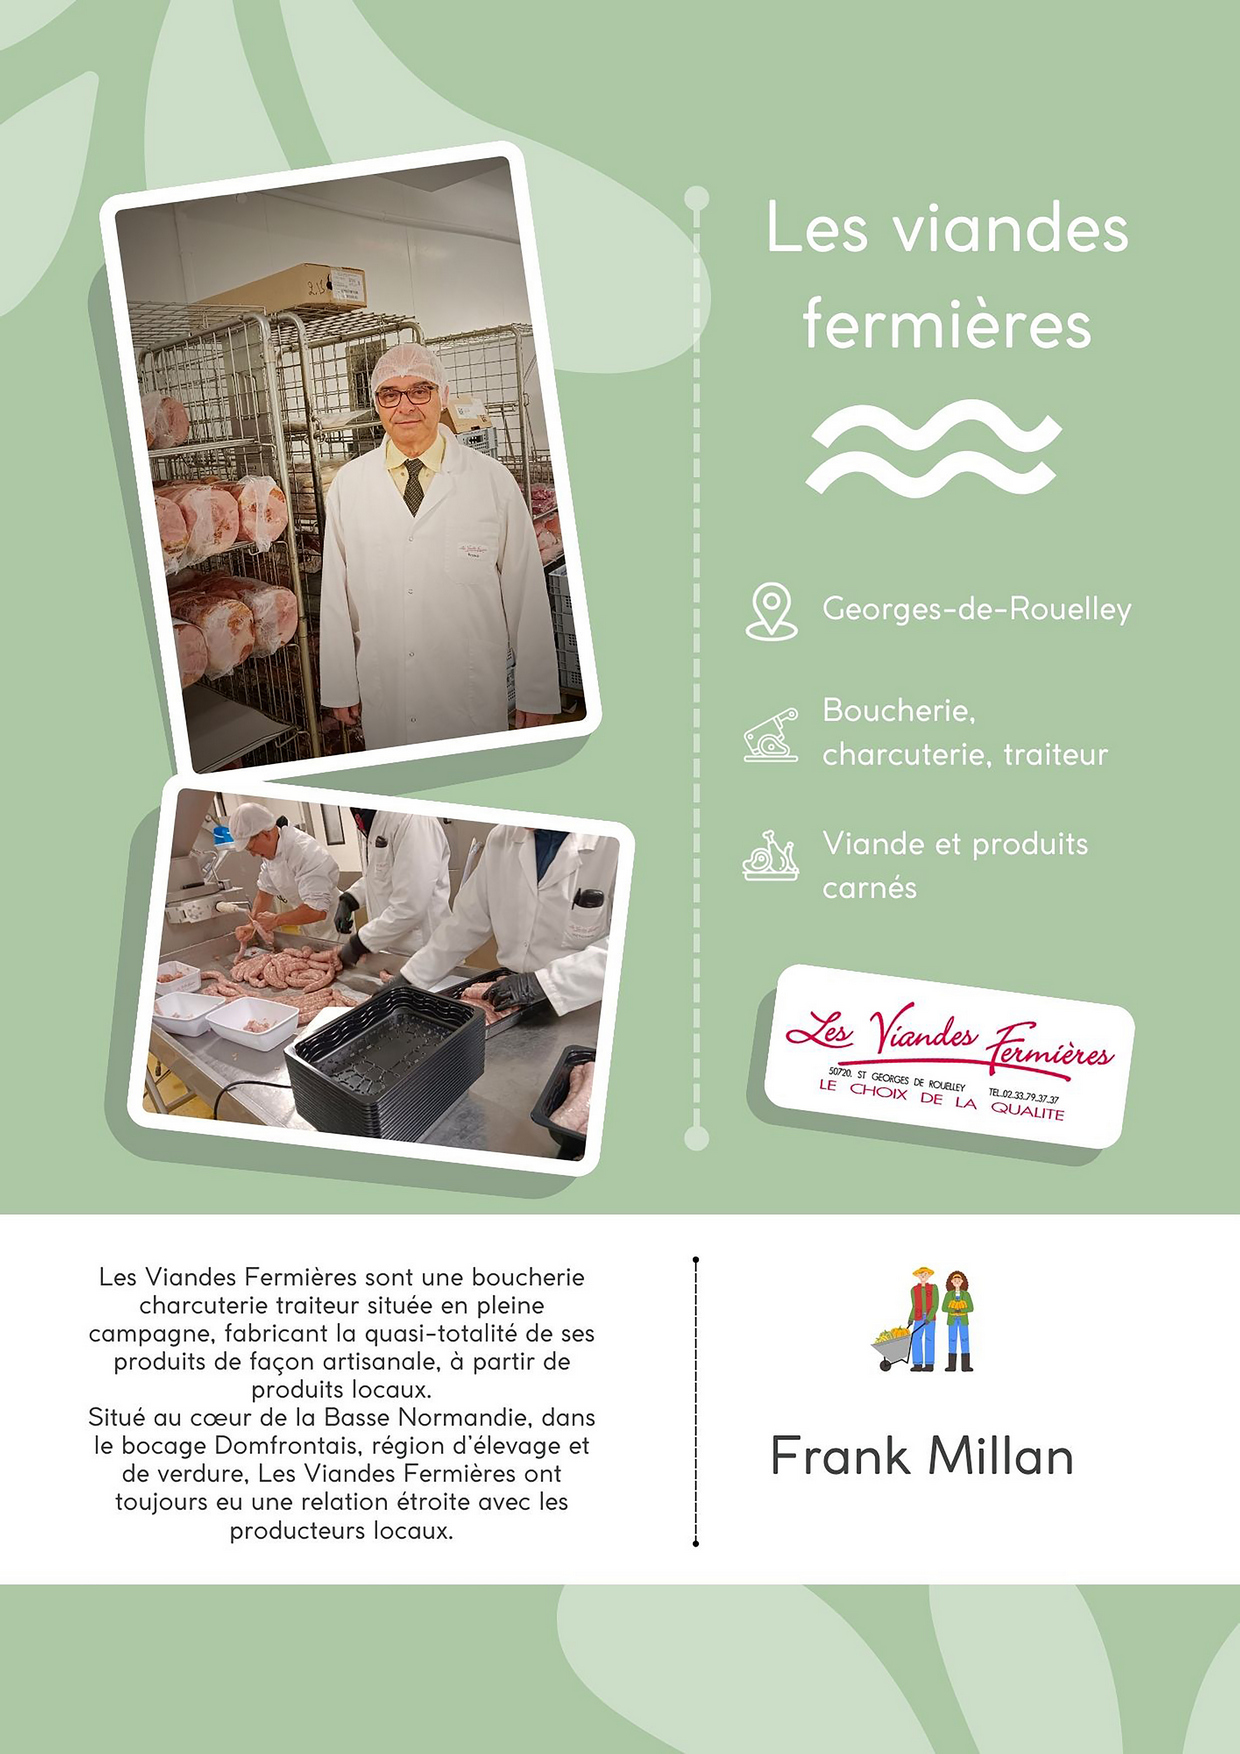 Les viandes
fermières
Georges-de-Rouelley
Boucherie,
charcuterie, traiteur
Viande et produits
carnés
Les Viandes Fermières
50720. ST GEORGES DE ROUELLEY TEL.02.33.79.37.37
LE CHOIX DE LA QUALITE
Les Viandes Fermières sont une boucherie
charcuterie traiteur située en pleine
campagne, fabricant la quasi-totalité de ses
produits de façon artisanale, à partir de
produits locaux.
Situé au cœur de la Basse Normandie, dans
le bocage Domfrontais, région d'élevage et
de verdure, Les Viandes Fermières ont
toujours eu une relation étroite avec les
producteurs locaux.
Frank Millan